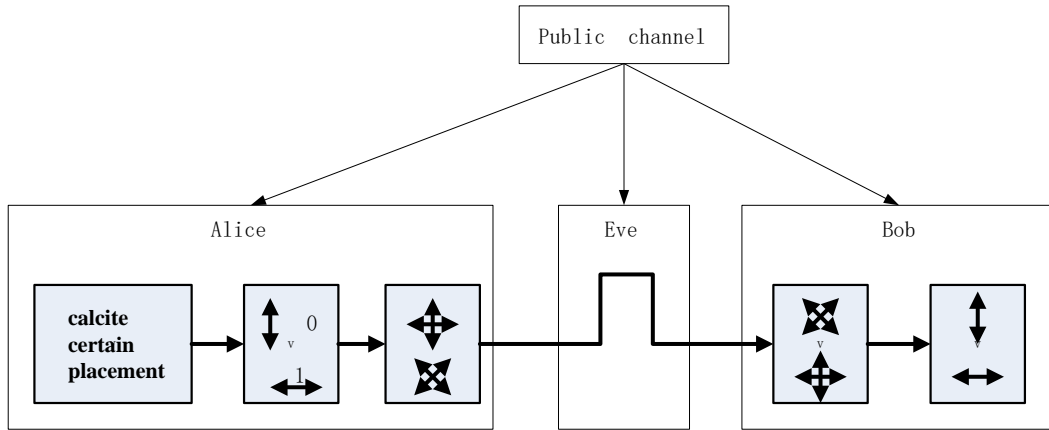 Public channel
Alice
Eve
Bob
calcite
certain
placement
0
v
1
v
v